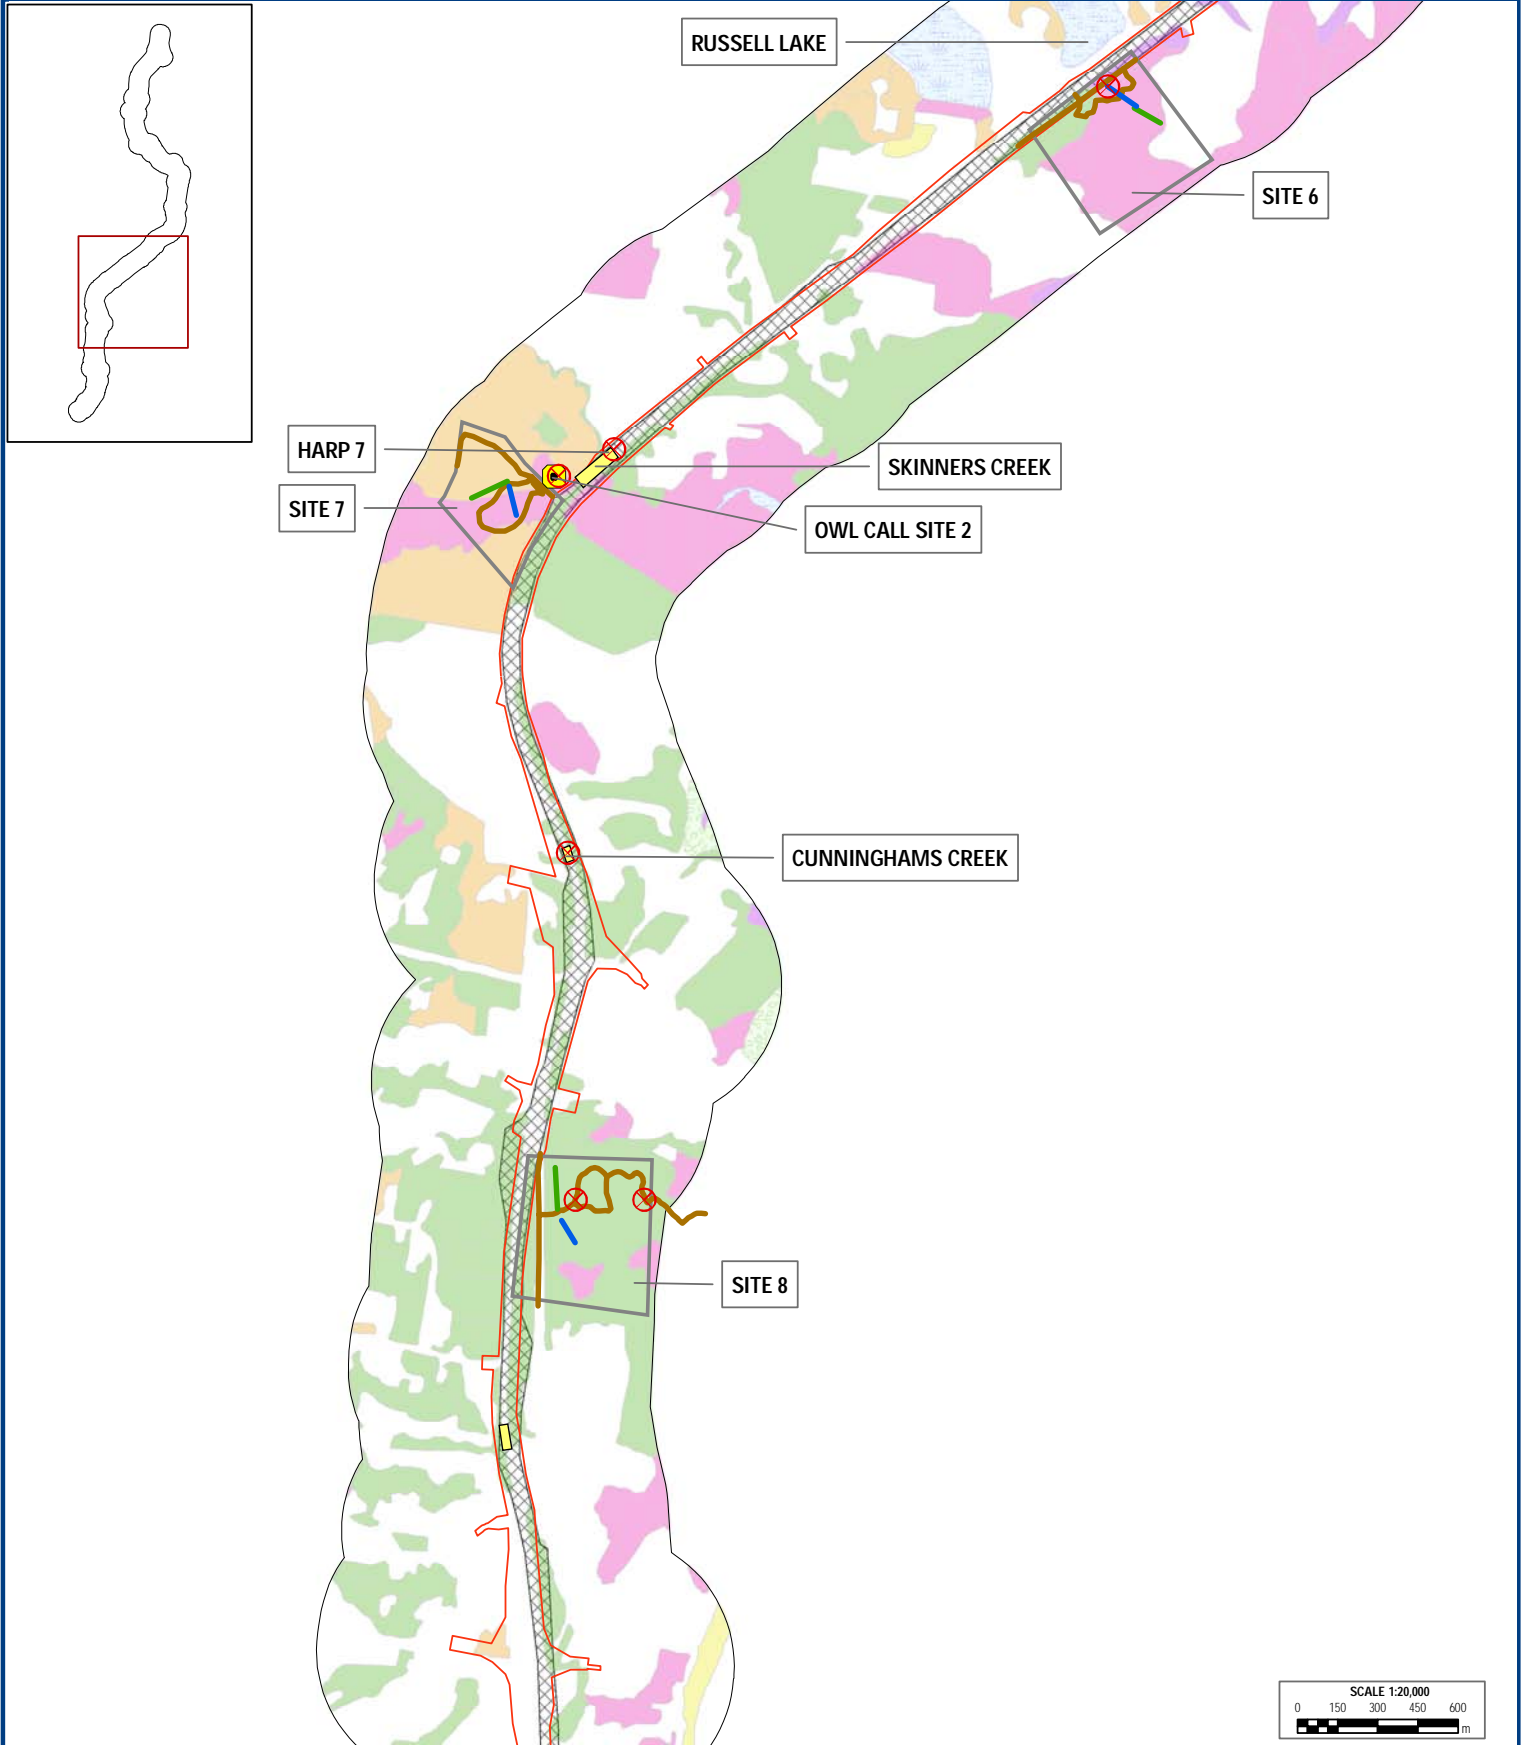 RUSSELL LAKE
SITE 6
HARP 7
SKINNERS CREEK
SITE 7
OWL CALL SITE 2
CUNNINGHAMS CREEK
SITE 8
SCALE 1:20,000
0 150 300 450 600
m